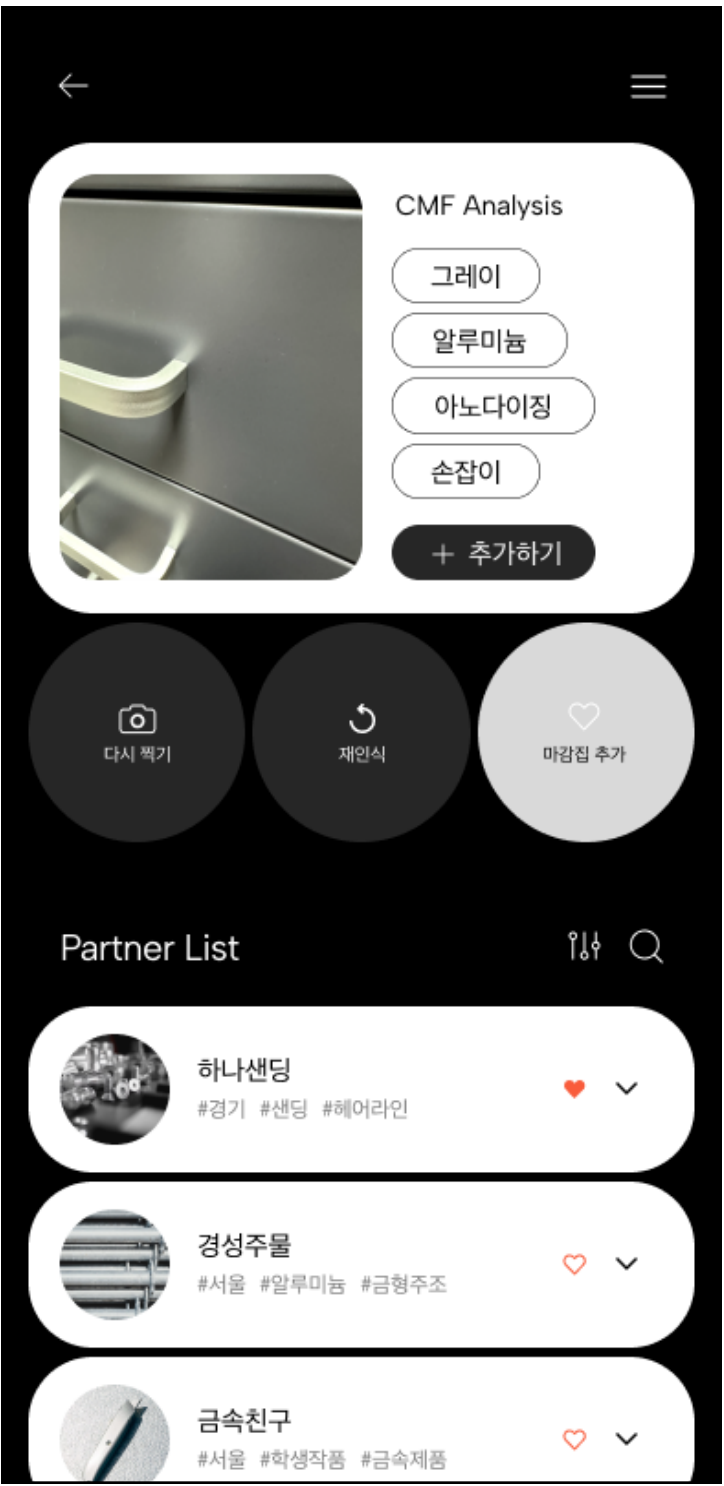 CMF Analysis
그레이
알루미늄
아노다이징
손잡이
+ 추가하기
다시 찍기
재인식
마감집 추가
Partner List
하나샌딩
#경기 #샌딩 #헤어라인
경성주물
#서울 #알루미늄 #금형주조
금속친구
#서울 #학생작품 #금속제품